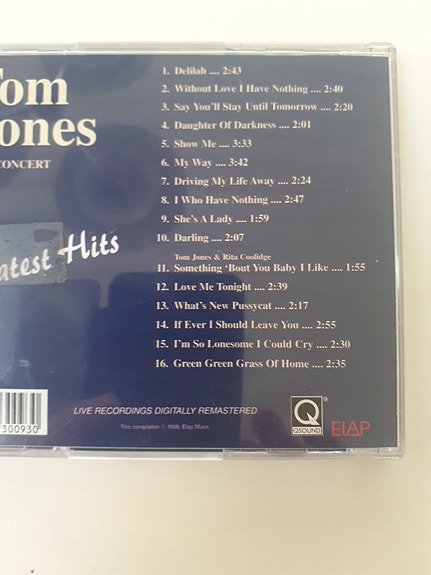 om
ones
CONCERT
atest Hits
1. Delilah .... 2:43
2. Without Love I Have Nothing .... 2:40
3. Say You'll Stay Until Tomorrow .... 2:20
4. Daughter Of Darkness .... 2:01
5. Show Me .... 3:33
6. My Way .... 3:42
7. Driving My Life Away .... 2:24
8. I Who Have Nothing .... 2:47
9. She's A Lady .... 1:59
10. Darling .... 2:07
Tom Jones & Rita Coolidge
11. Something 'Bout You Baby I Like .... 1:55
12. Love Me Tonight .... 2:39
13. What's New Pussycat .... 2:17
14. If Ever I Should Leave You .... 2:55
15. I'm So Lonesome I Could Cry .... 2:30
16. Green Green Grass Of Home .... 2:35
300930
LIVE RECORDINGS DIGITALLY REMASTERED
This compilation ℗ 1998, Elap Music
Q
QSOUND
®
ELAP